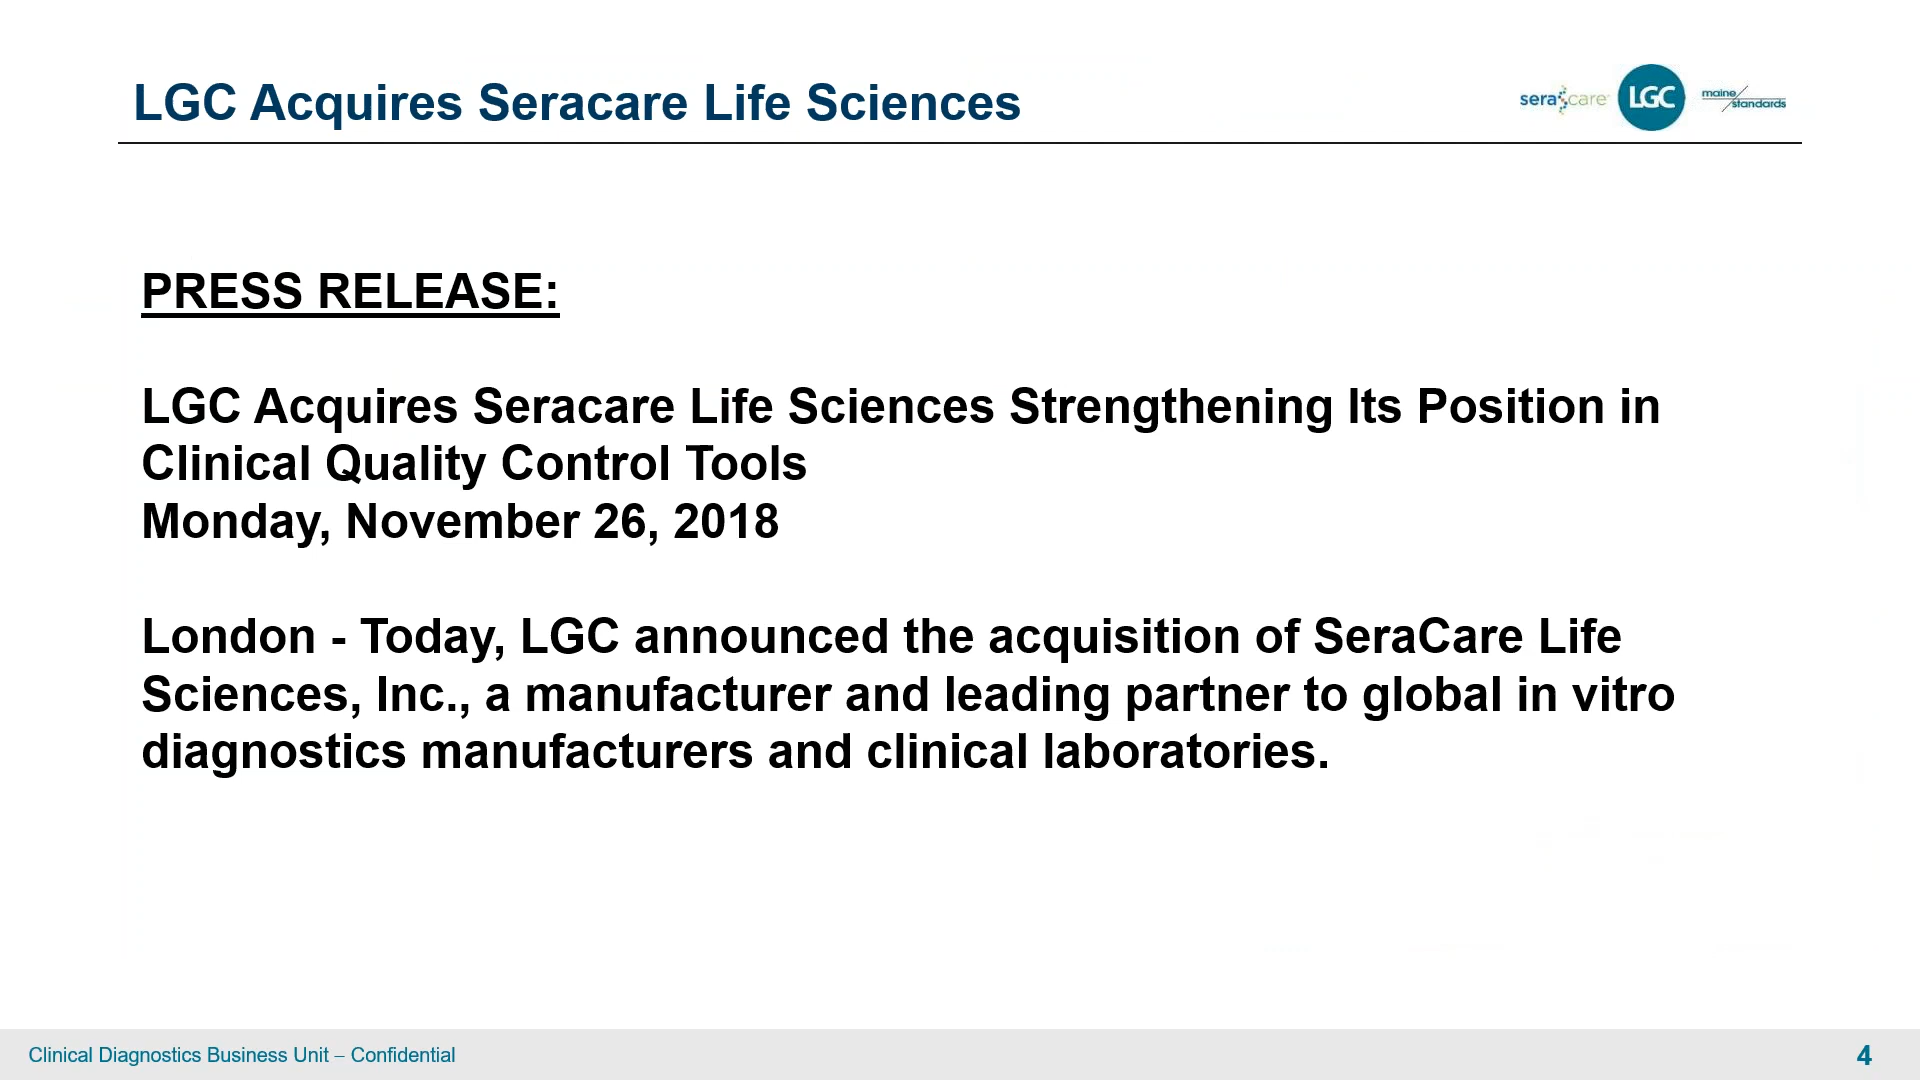 LGC Acquires Seracare Life Sciences
seracare
LGC
maine
standards
PRESS RELEASE:
LGC Acquires Seracare Life Sciences Strengthening Its Position in
Clinical Quality Control Tools
Monday, November 26, 2018
London - Today, LGC announced the acquisition of SeraCare Life
Sciences, Inc., a manufacturer and leading partner to global in vitro
diagnostics manufacturers and clinical laboratories.
Clinical Diagnostics Business Unit – Confidential
4